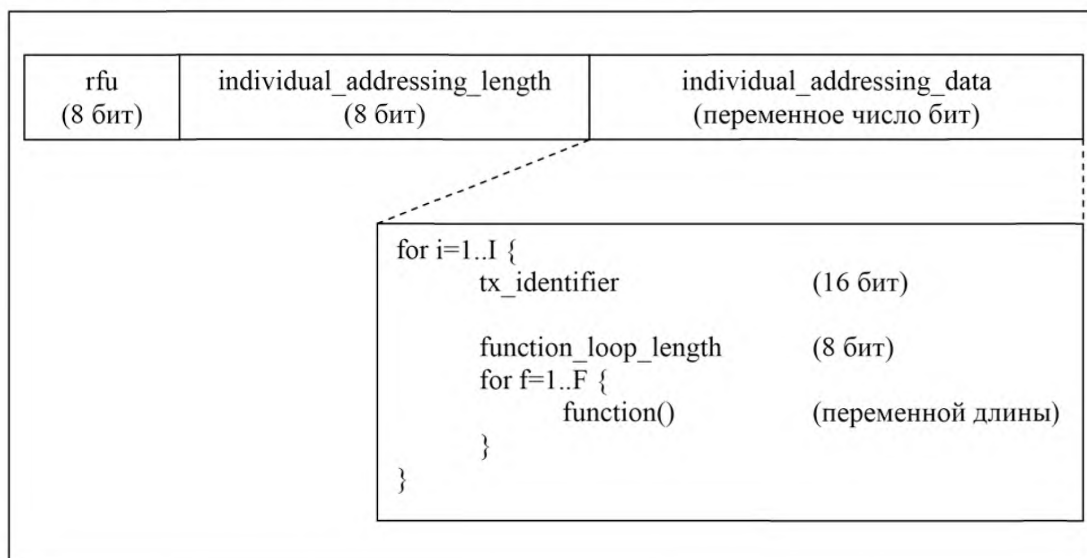 rfu individual_addressing_length individual_addressing_data
(8 бит) (8 бит) (переменное число бит)
for i=1..I {
tx_identifier (16 бит)
function_loop_length (8 бит)
for f=1..F {
function() (переменной длины)
}
}